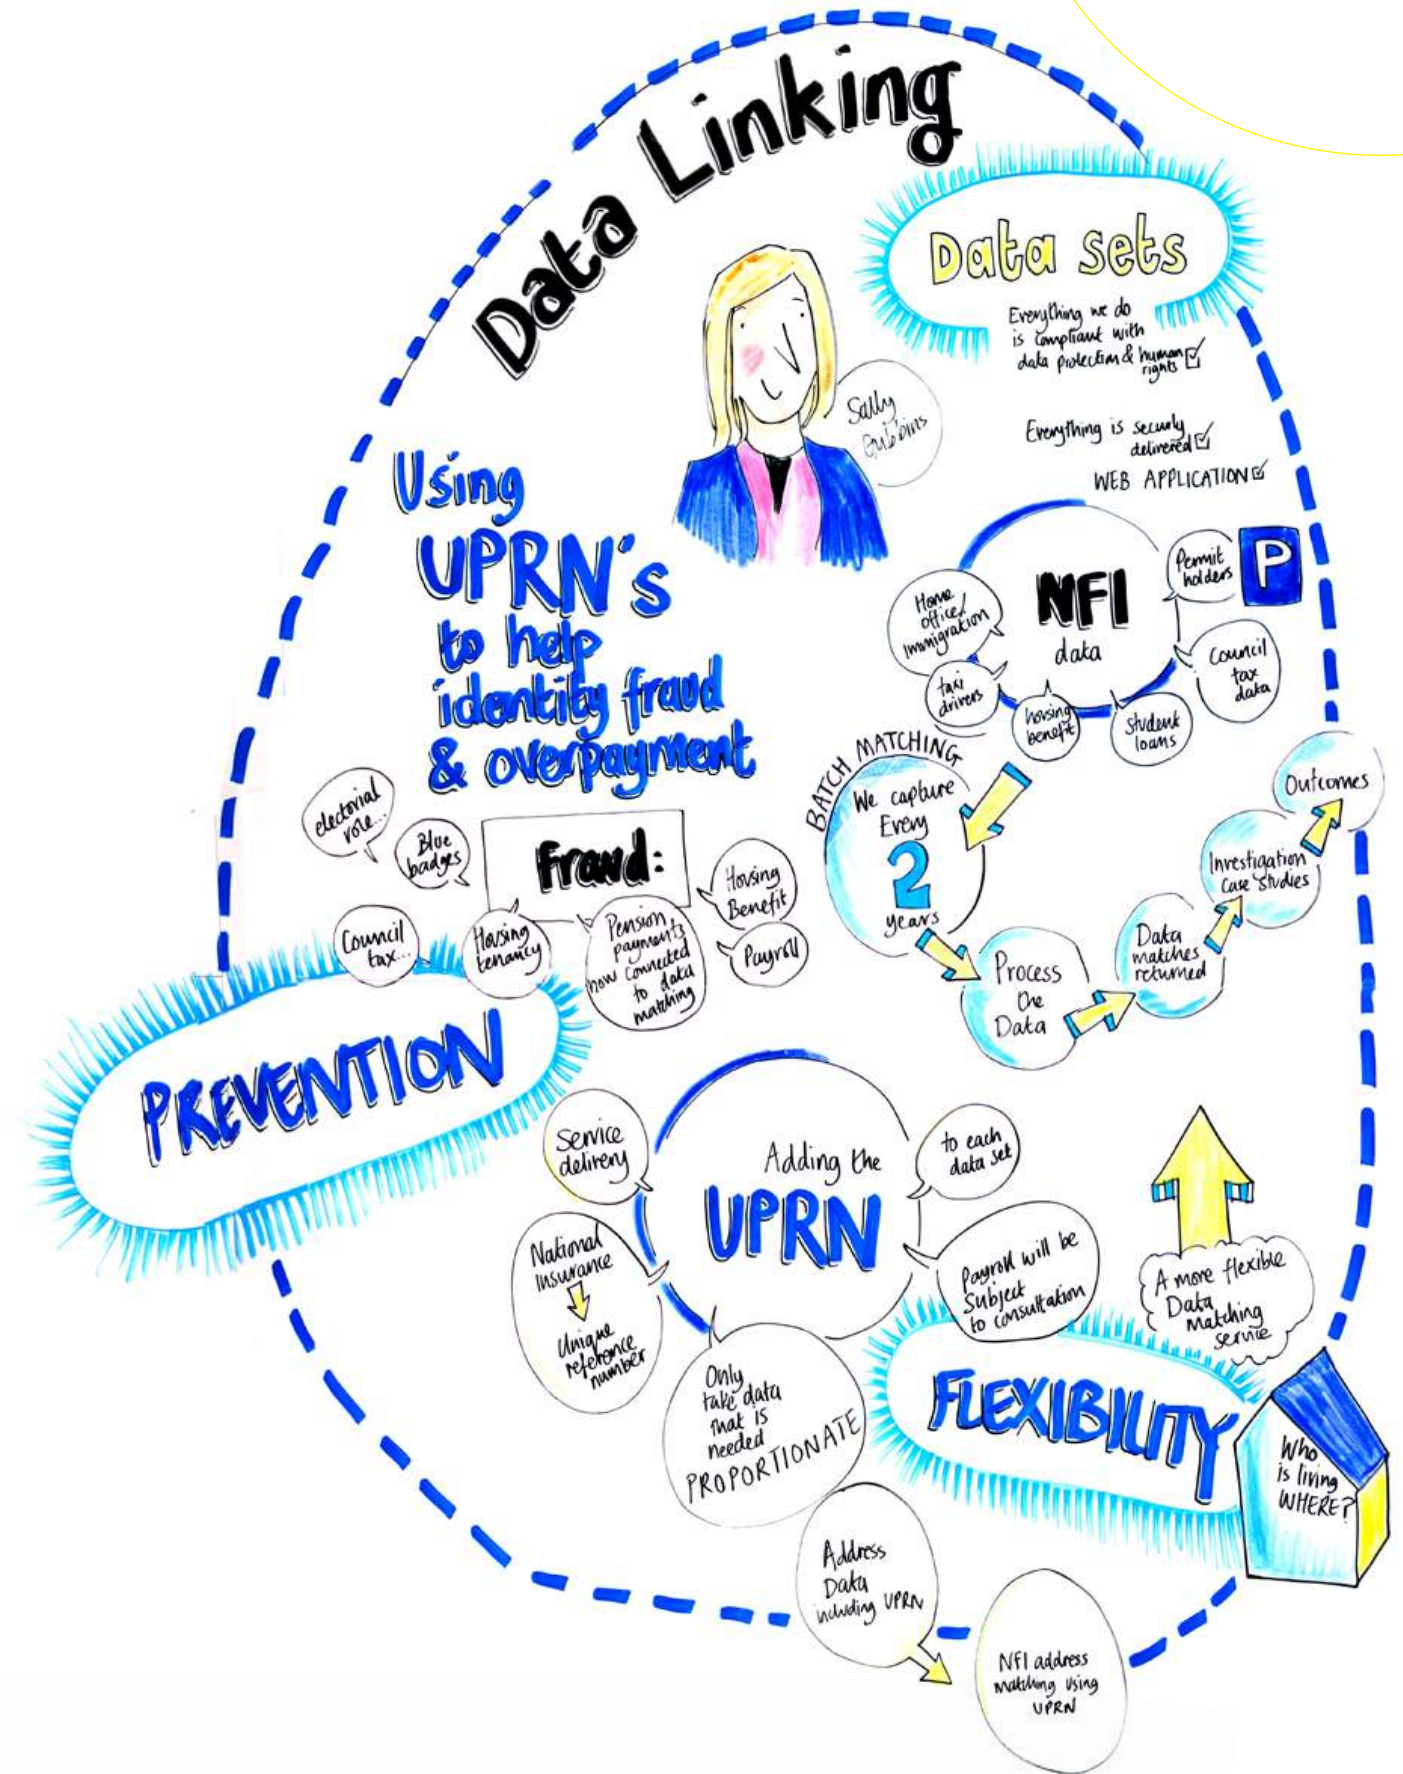 Data Linking
Data sets
Everything we do
is compliant with
data protection & human
rights
Everything is securly
delivered
WEB APPLICATION
Sally
Gubbins
Using
UPRN's
to help
identity fraud
& overpayment
NFI
data
Permit
holders
P
Home
office/
immigration
taxi
drivers
housing
benefit
Student
loans
Council
tax
data
BATCH MATCHING
We capture
Every
2
years
Process
the
Data
Data
matches
returned
Investigation
Case Studies
Outcomes
electorial
role...
Blue
badges
Fraud:
Housing
Benefit
Council
tax...
Housing
tenancy
Pension
payments
how connected
to data
matching
Payroll
PREVENTION
Service
delivery
Adding the
UPRN
to each
data set
National
Insurance
Unique
reference
number
Payroll will be
Subject
to consultation
Only
take data
that is
needed
PROPORTIONATE
A more flexible
Data
Matching
service
FLEXIBILITY
Who
is living
WHERE?
Address
Data
including UPRN
NFI address
matching using
UPRN